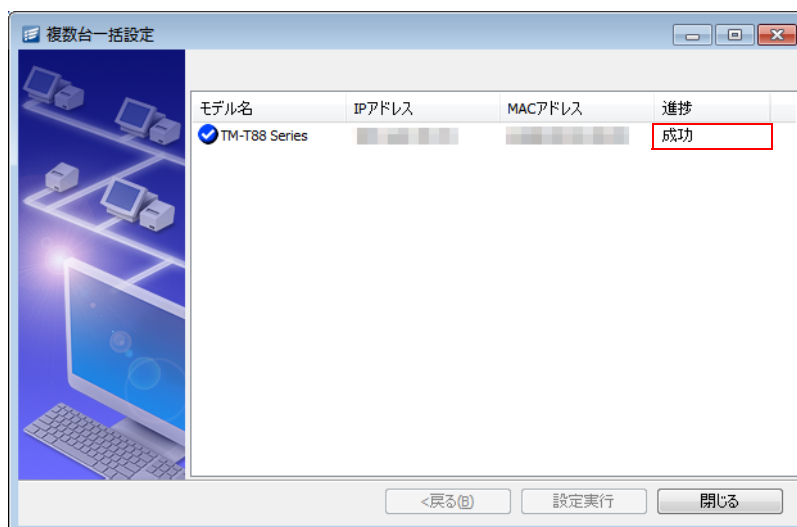 複数台一括設定
モデル名 IPアドレス MACアドレス 進捗
TM-T88 Series 成功
<戻る(B) 設定実行 閉じる